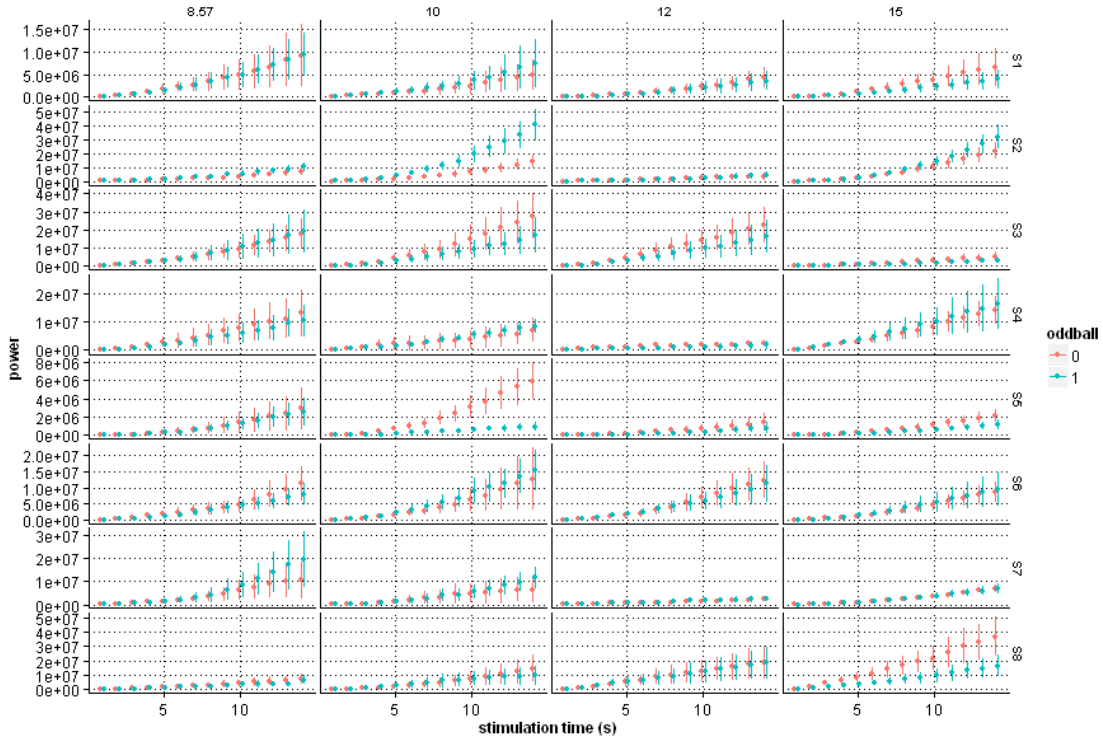 8.57 10 12 15
1.5e+07
1.0e+07
5.0e+06
0.0e+00
S1
5e+07
4e+07
3e+07
2e+07
1e+07
0e+00
S2
4e+07
3e+07
2e+07
1e+07
0e+00
S3
2e+07
1e+07
0e+00
S4
8e+06
6e+06
4e+06
2e+06
0e+00
S5
2.0e+07
1.5e+07
1.0e+07
5.0e+06
0.0e+00
S6
3e+07
2e+07
1e+07
0e+00
S7
5e+07
4e+07
3e+07
2e+07
1e+07
0e+00
S8
power
oddball
0
1
5 10 5 10 5 10 5 10
stimulation time (s)